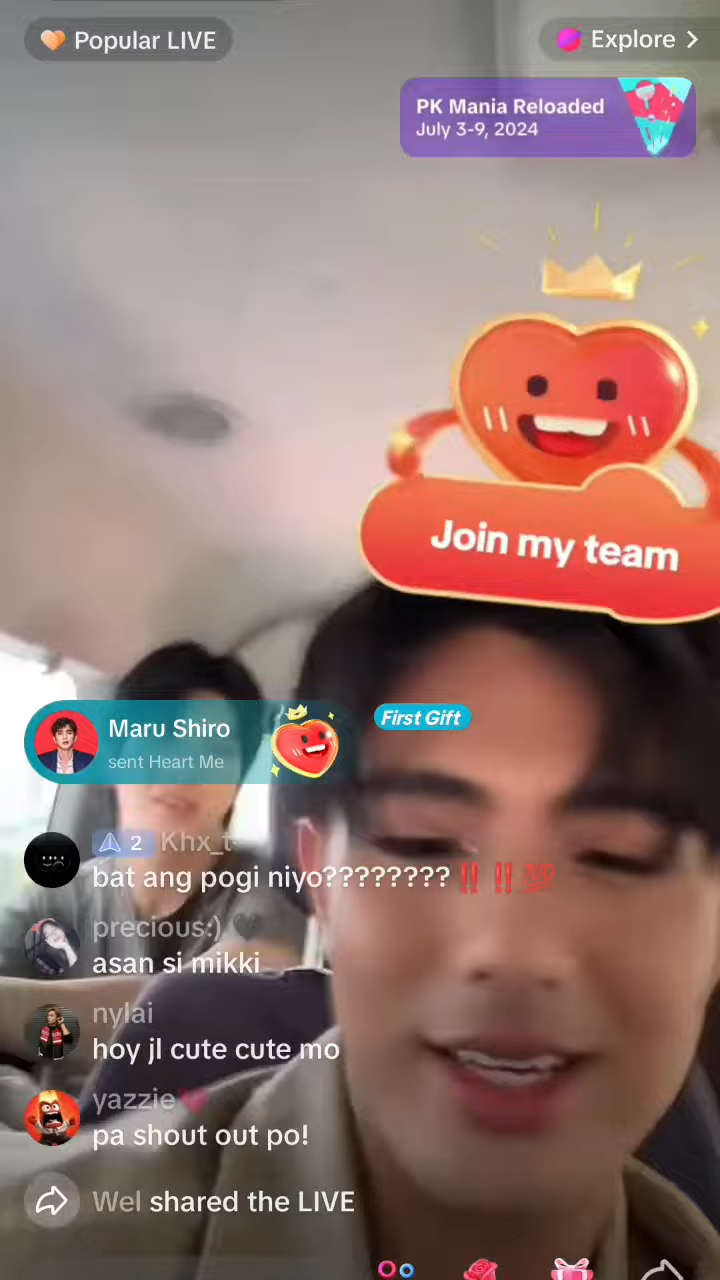 Popular LIVE
Explore
PK Mania Reloaded
July 3-9, 2024
Join my team
Maru Shiro
sent Heart Me
First Gift
2 Khx_t
bat ang pogi niyo????????‼️‼️💯
precious:) 🖤
asan si mikki
nylai
hoy jl cute cute mo
yazzie
pa shout out po!
Wel shared the LIVE